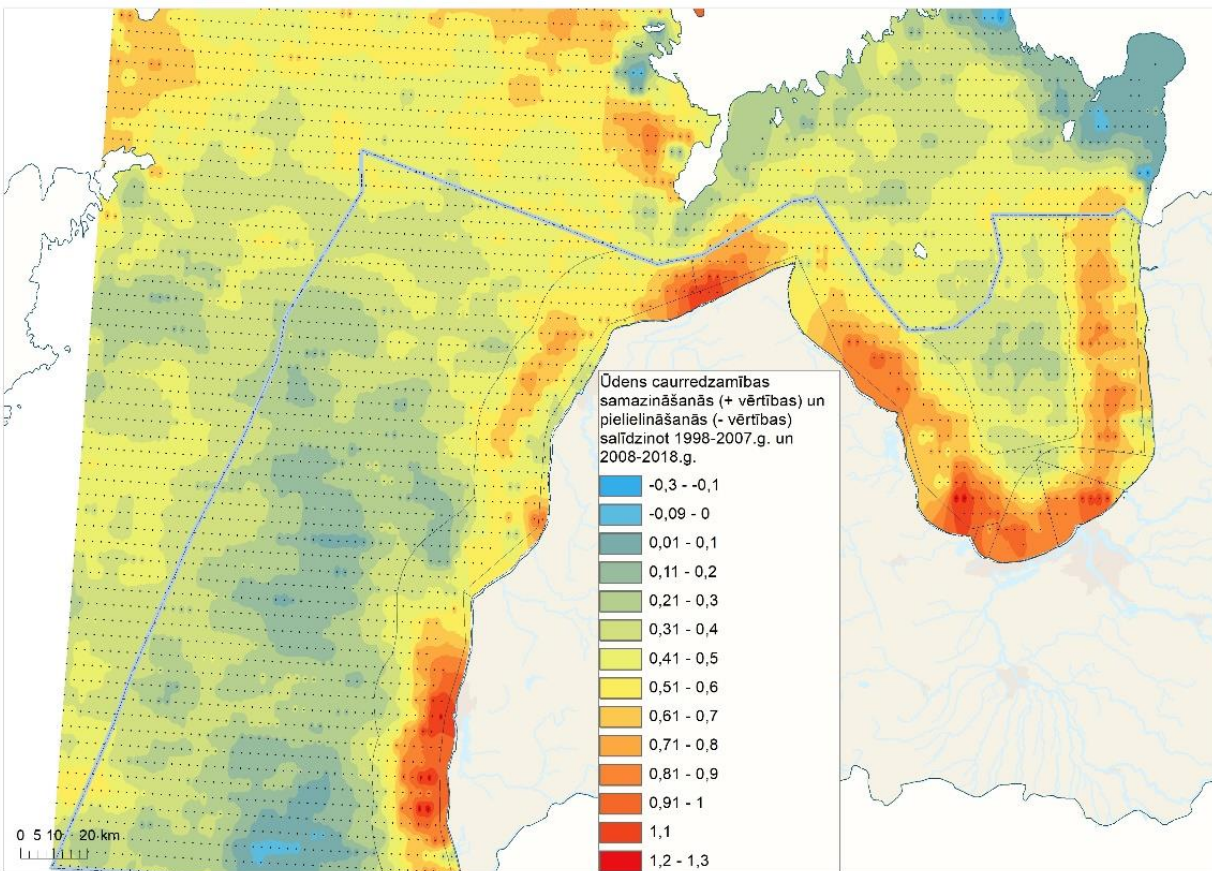 Ūdens caurredzamības
samazināšanās (+ vērtības) un
pielielināšanās (- vērtības)
salīdzinot 1998-2007.g. un
2008-2018.g.
-0,3 - -0,1
-0,09 - 0
0,01 - 0,1
0,11 - 0,2
0,21 - 0,3
0,31 - 0,4
0,41 - 0,5
0,51 - 0,6
0,61 - 0,7
0,71 - 0,8
0,81 - 0,9
0,91 - 1
1,1
1,2 - 1,3
0 5 10 20 km